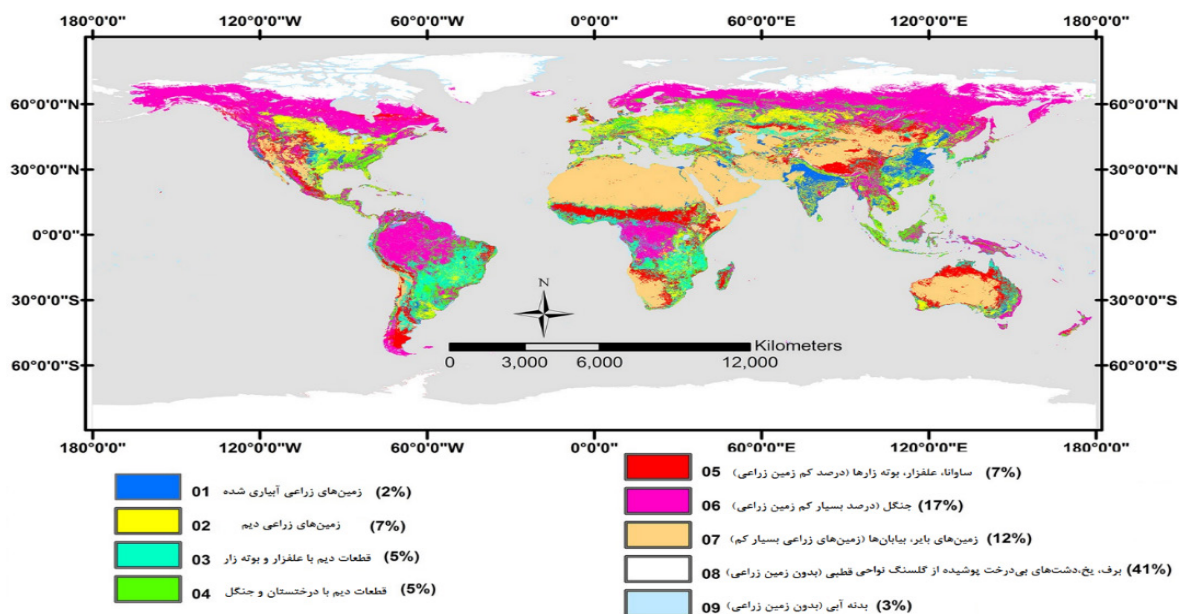 180°0'0" 120°0'0"W 60°0'0"W 0°0'0" 60°0'0"E 120°0'0"E 180°0'0"
60°0'0"N 60°0'0"N
30°0'0"N 30°0'0"N
0°0'0" 0°0'0"
N
30°0'0"S 30°0'0"S
Kilometers
0 3,000 6,000 12,000
60°0'0"S 60°0'0"S
180°0'0" 120°0'0"W 60°0'0"W 0°0'0" 60°0'0"E 120°0'0"E 180°0'0"
01 زمین‌های زراعی آبیاری شده (2%)
02 زمین‌های زراعی دیم (7%)
03 قطعات دیم با علفزار و بوته زار (5%)
04 قطعات دیم با درختستان و جنگل (5%)
05 ساوانا، علفزار، بوته زارها (درصد کم زمین زراعی) (7%)
06 جنگل (درصد بسیار کم زمین زراعی) (17%)
07 زمین‌های بایر، بیابان‌ها (زمین‌های زراعی بسیار کم) (12%)
08 برف، یخ،دشت‌های بی‌درخت پوشیده از گلسنگ نواحی قطبی (بدون زمین زراعی) (41%)
09 بدنه آبی (بدون زمین زراعی) (3%)